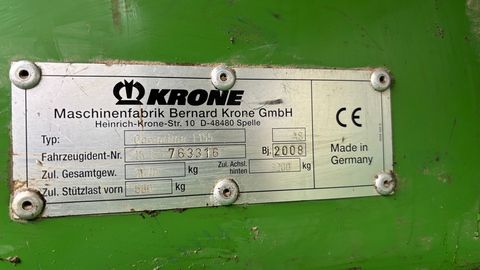 KRONE
Maschinenfabrik Bernard Krone GmbH
Heinrich-Krone-Str. 10 D-48480 Spelle
CE
Made in
Germany
Typ:
Fahrzeugident-Nr. 763316 Bj. 2008
Zul. Gesamtgew. kg Zul. Achsl. hinten kg
Zul. Stützlast vorn kg